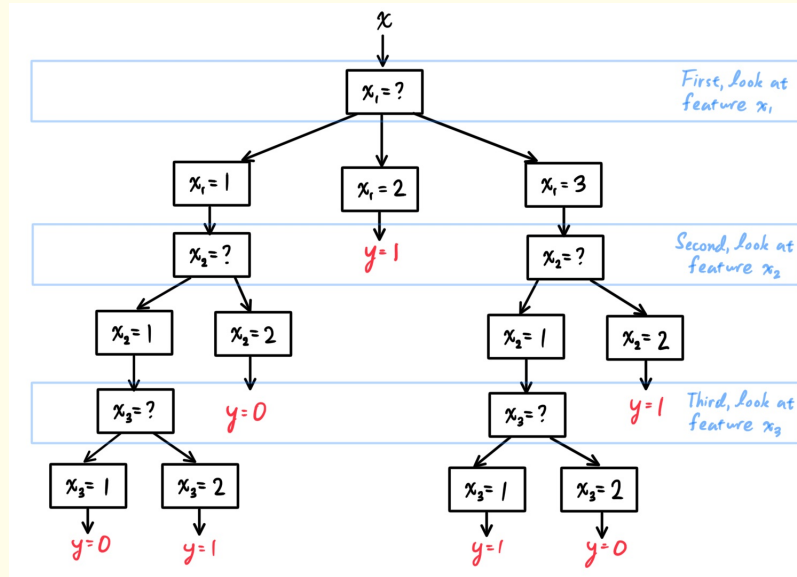 x
x₁ = ?
First, look at
feature x₁
x₁ = 1
x₁ = 2
x₁ = 3
x₂ = ?
y=1
x₂ = ?
Second, look at
feature x₂
x₂ = 1
x₂ = 2
x₂ = 1
x₂ = 2
x₃ = ?
y=0
x₃ = ?
y=1
Third, look at
feature x₃
x₃ = 1
x₃ = 2
x₃ = 1
x₃ = 2
y=0
y=1
y=1
y=0